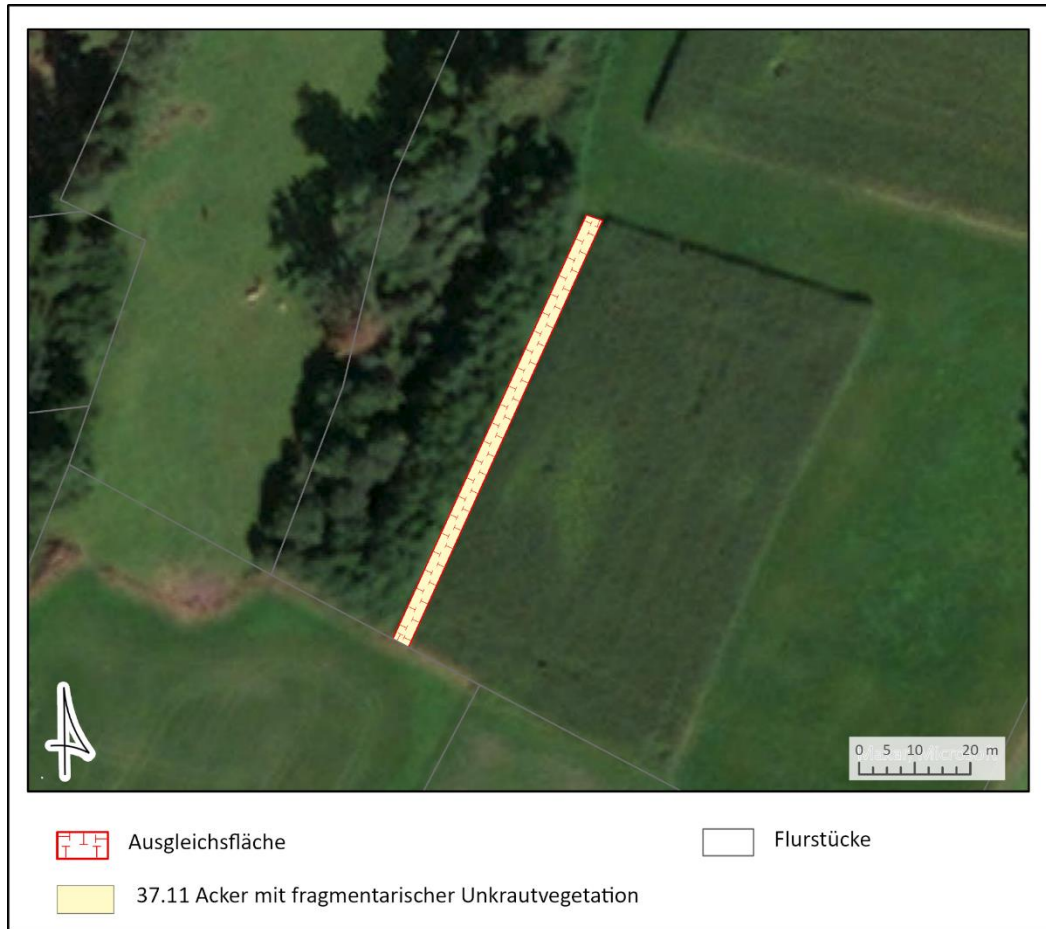 0 5 10 20 m
Ausgleichsfläche
Flurstücke
37.11 Acker mit fragmentarischer Unkrautvegetation